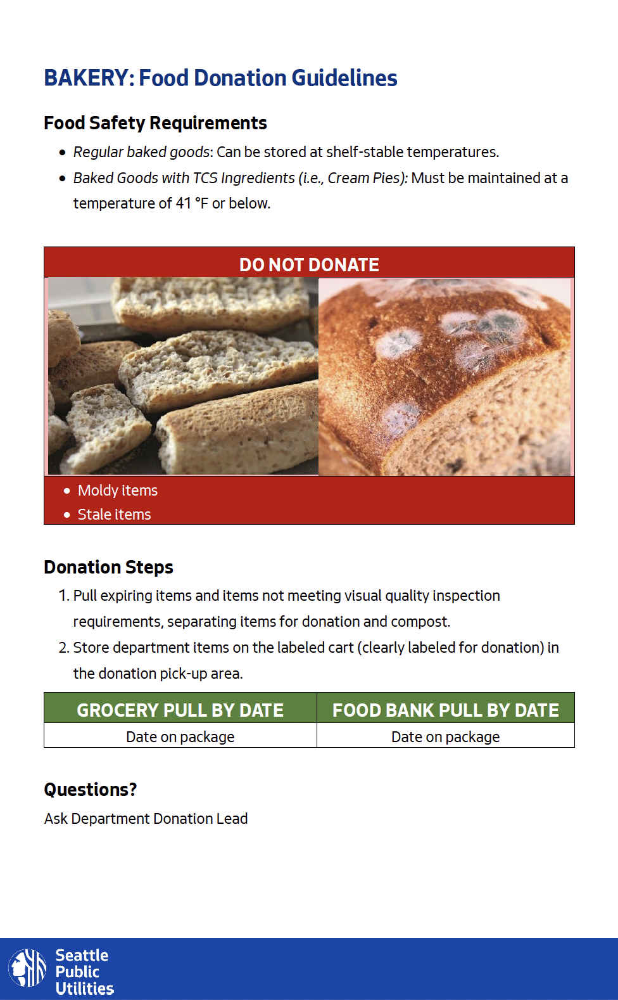 BAKERY: Food Donation Guidelines
Food Safety Requirements
• Regular baked goods: Can be stored at shelf-stable temperatures.
• Baked Goods with TCS Ingredients (i.e., Cream Pies): Must be maintained at a
temperature of 41 °F or below.
DO NOT DONATE
• Moldy items
• Stale items
Donation Steps
1. Pull expiring items and items not meeting visual quality inspection
requirements, separating items for donation and compost.
2. Store department items on the labeled cart (clearly labeled for donation) in
the donation pick-up area.
GROCERY PULL BY DATE FOOD BANK PULL BY DATE
Date on package Date on package
Questions?
Ask Department Donation Lead
Seattle
Public
Utilities